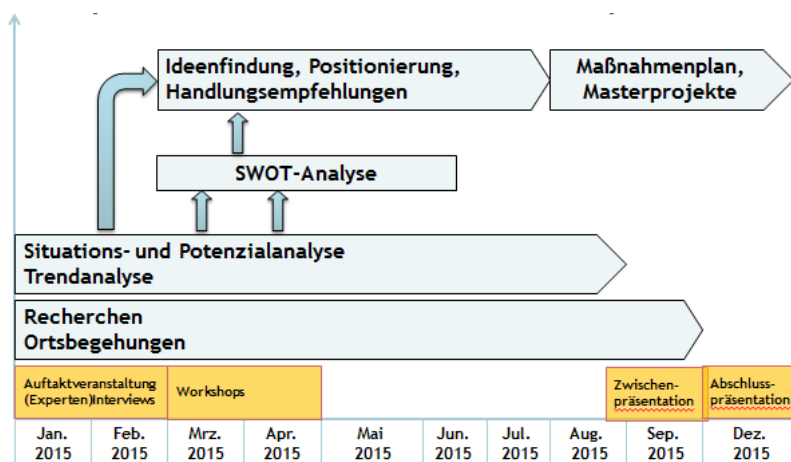 Ideenfindung, Positionierung,
Handlungsempfehlungen
Maßnahmenplan,
Masterprojekte
SWOT-Analyse
Situations- und Potenzialanalyse
Trendanalyse
Recherchen
Ortsbegehungen
Auftaktveranstaltung
(Experten)Interviews
Workshops
Zwischen-
präsentation
Abschluss-
präsentation
Jan.
2015
Feb.
2015
Mrz.
2015
Apr.
2015
Mai
2015
Jun.
2015
Jul.
2015
Aug.
2015
Sep.
2015
Dez.
2015